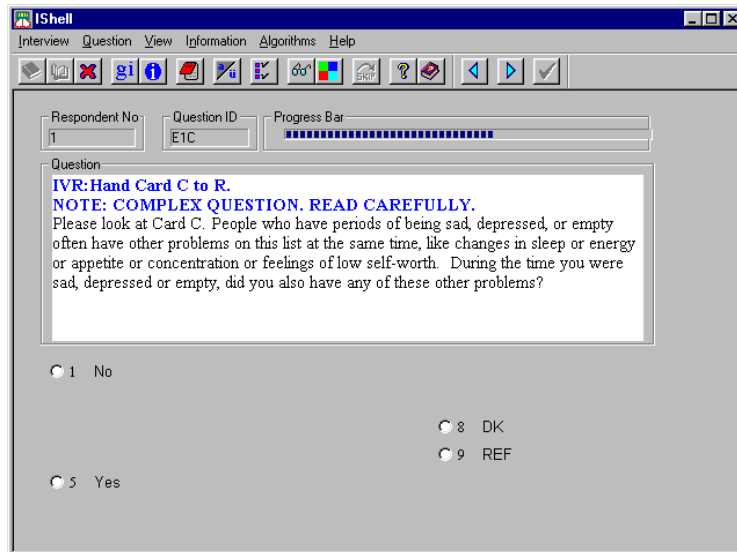 IShell
Interview Question View Information Algorithms Help
gi i a/ü SKIP ?
Respondent No Question ID Progress Bar
1 E1C
Question
IVR:Hand Card C to R.
NOTE: COMPLEX QUESTION. READ CAREFULLY.
Please look at Card C. People who have periods of being sad, depressed, or empty
often have other problems on this list at the same time, like changes in sleep or energy
or appetite or concentration or feelings of low self-worth.  During the time you were
sad, depressed or empty, did you also have any of these other problems?
1 No
8 DK
9 REF
5 Yes